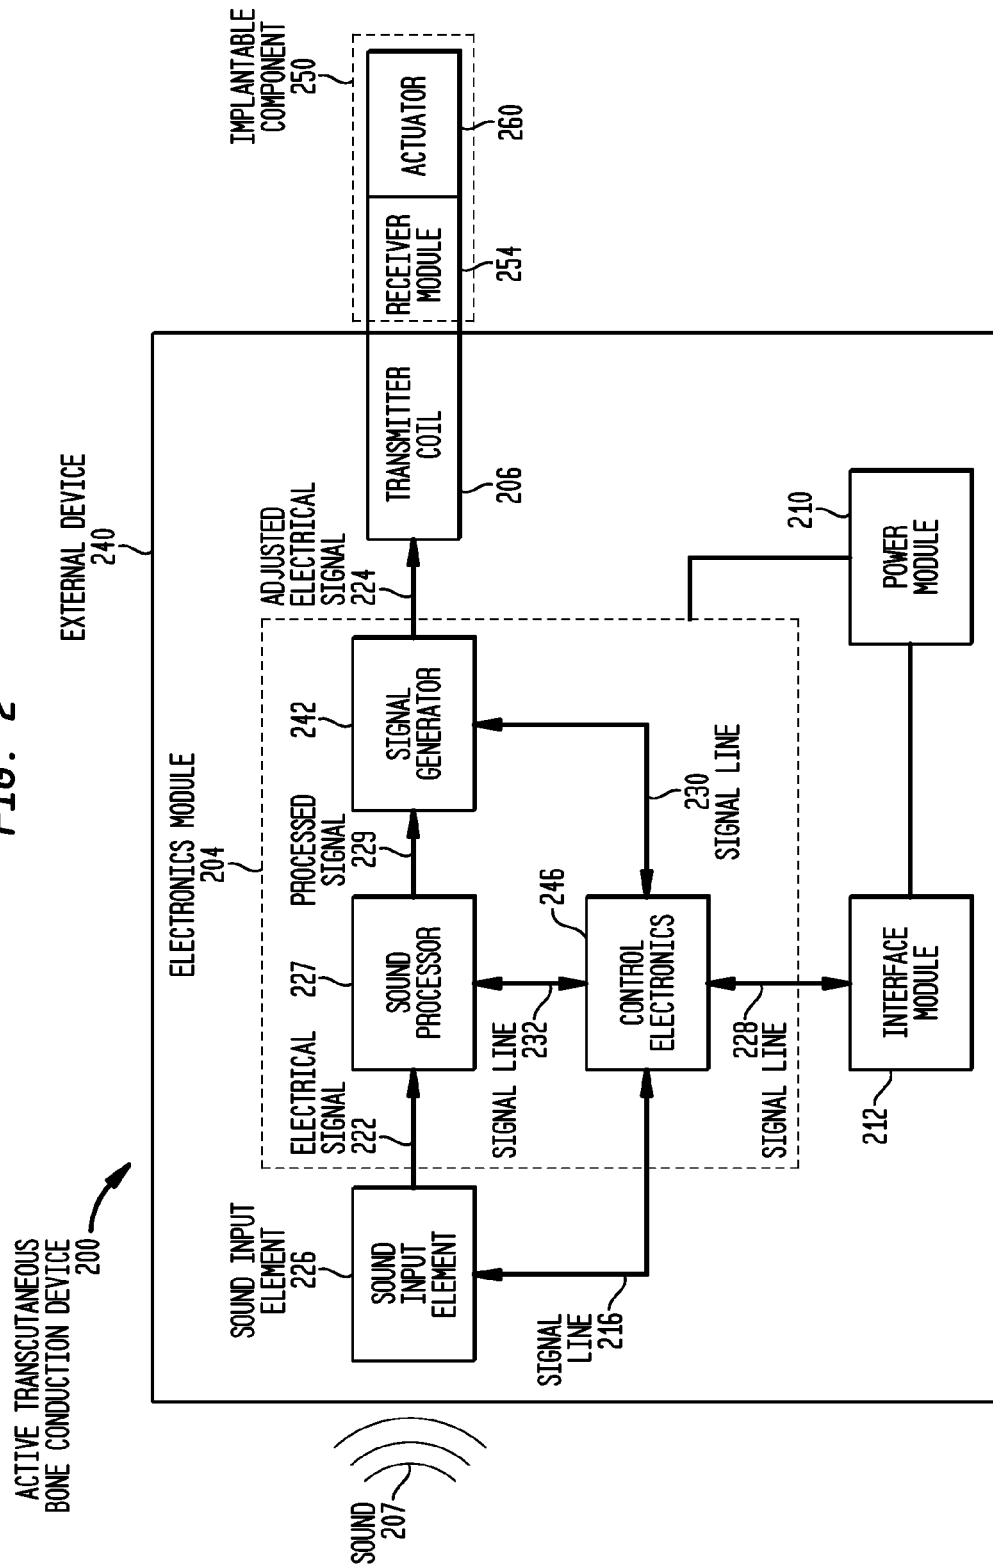 FIG. 2
ACTIVE TRANSCUTANEOUS
BONE CONDUCTION DEVICE
200
EXTERNAL DEVICE
240
IMPLANTABLE
COMPONENT
250
ELECTRONICS MODULE
204
SOUND
207
SOUND INPUT
ELEMENT
226
SOUND
INPUT
ELEMENT
ELECTRICAL
SIGNAL
222
227
SOUND
PROCESSOR
PROCESSED
SIGNAL
229
242
SIGNAL
GENERATOR
ADJUSTED
ELECTRICAL
SIGNAL
224
TRANSMITTER
COIL
206
RECEIVER
MODULE
254
ACTUATOR
260
SIGNAL
LINE
216
SIGNAL LINE
232
246
CONTROL
ELECTRONICS
230
SIGNAL LINE
228
SIGNAL LINE
212
INTERFACE
MODULE
210
POWER
MODULE